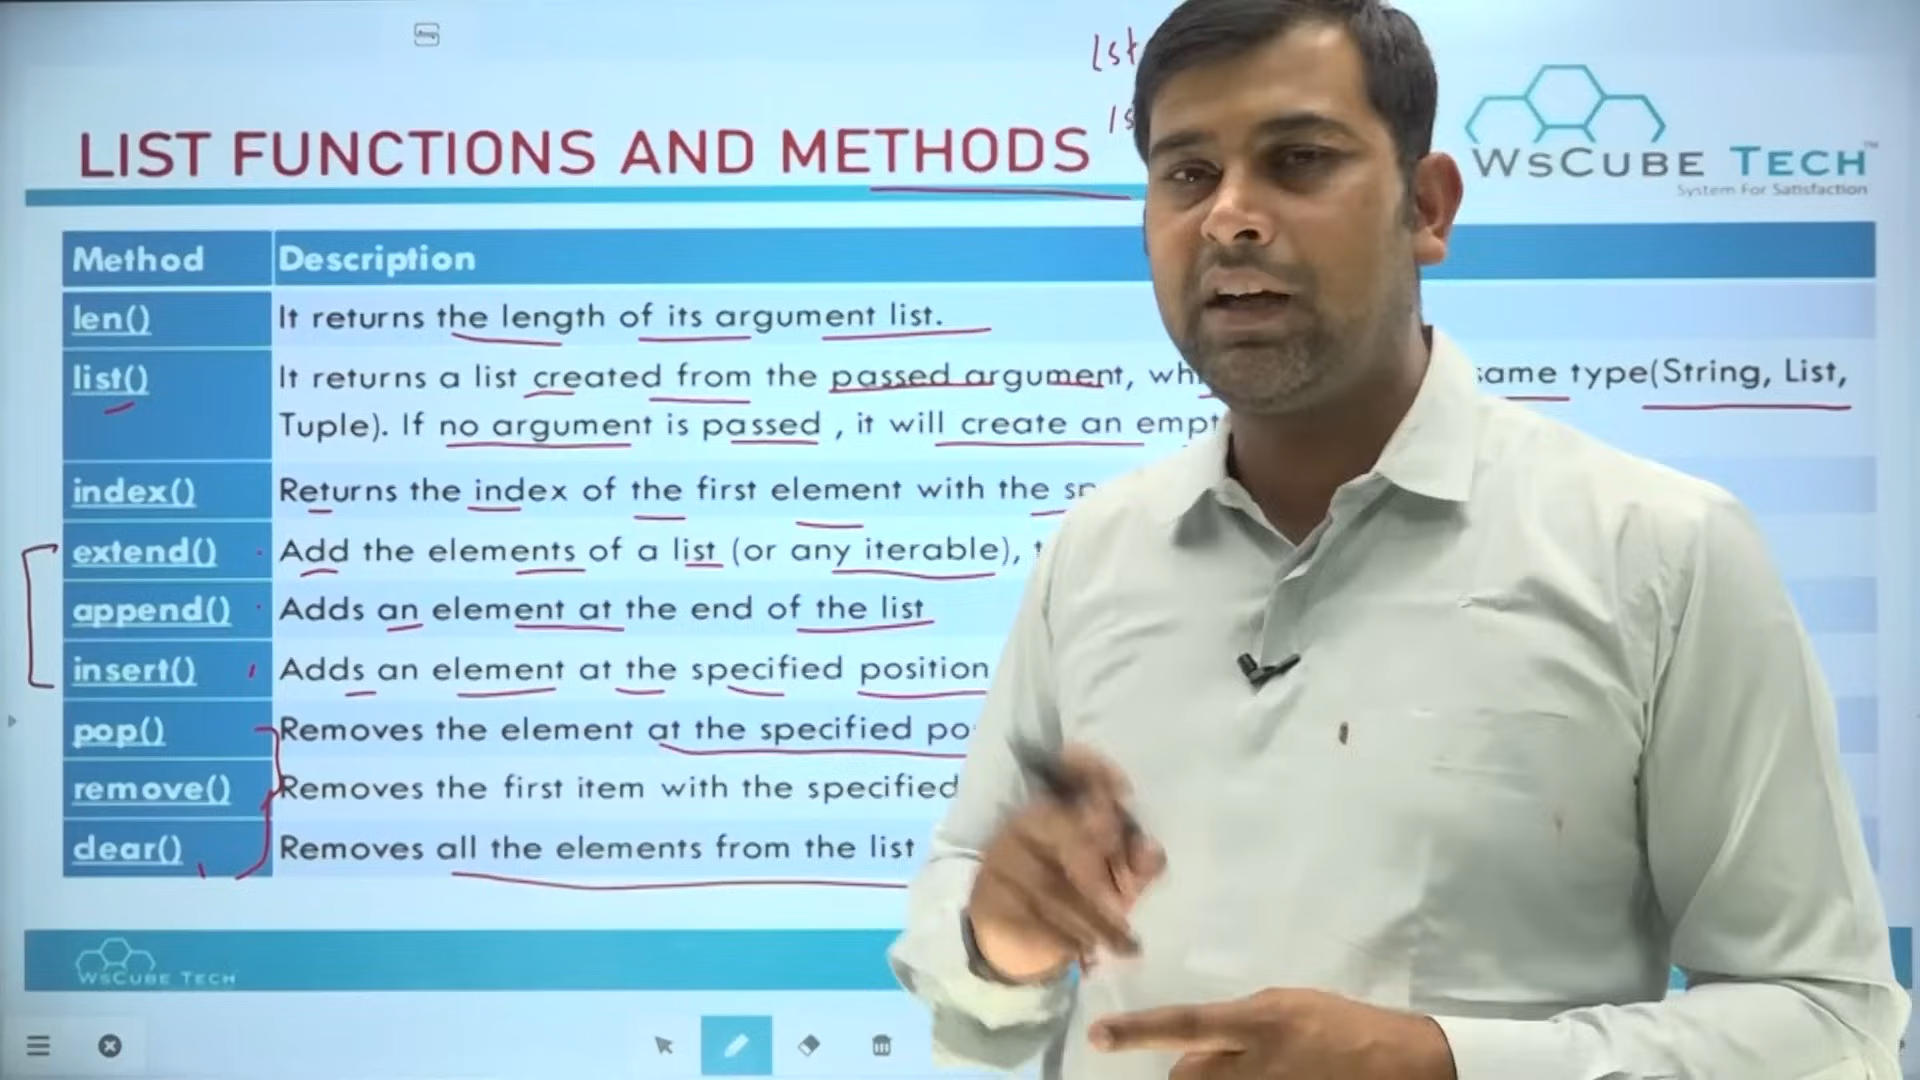 lst
LIST FUNCTIONS AND METHODS
WSCUBE TECH™
System For Satisfaction
Method Description
len() It returns the length of its argument list.
list() It returns a list created from the passed argument, same type(String, List,
Tuple). If no argument is passed , it will create an
index() Returns the index of the first element with the
extend() Add the elements of a list (or any iterable),
append() Adds an element at the end of the list
insert() Adds an element at the specified position
pop() Removes the element at the specified
remove() Removes the first item with the specified
clear() Removes all the elements from the list
WSCUBE TECH